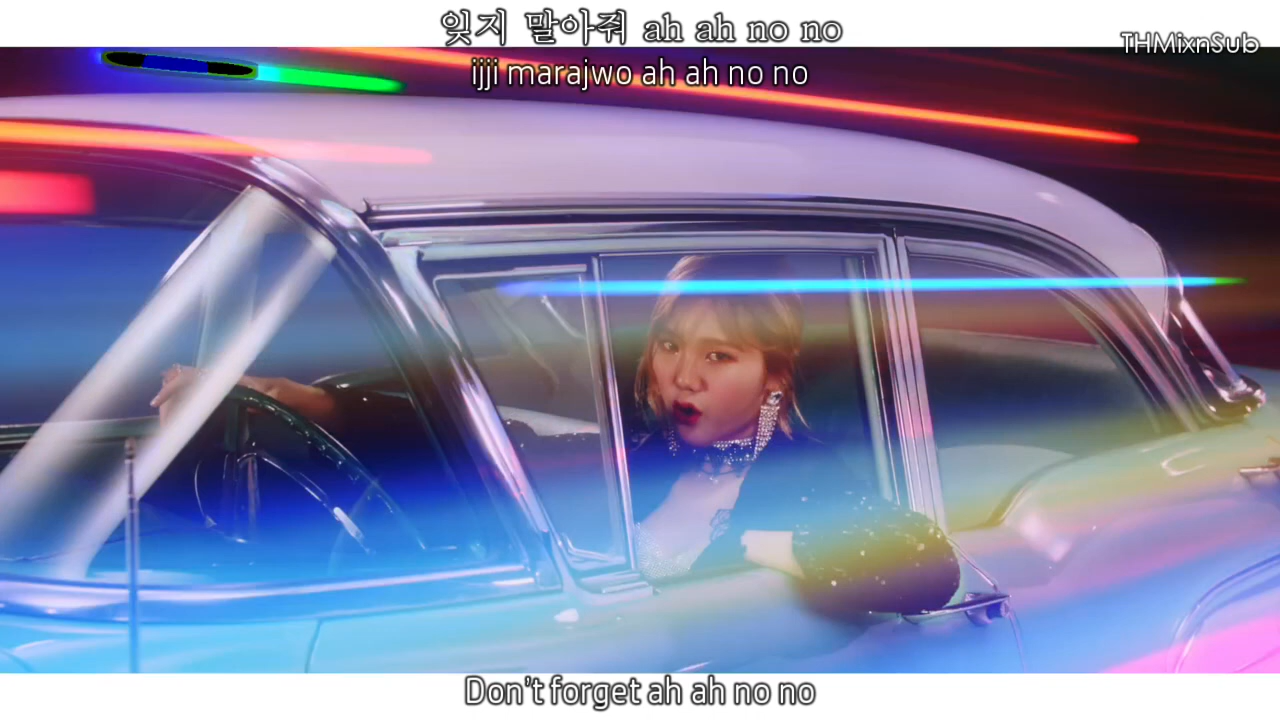 잊지 말아줘 ah ah no no
THMixnSub
ijji marajwo ah ah no no
Don't forget ah ah no no